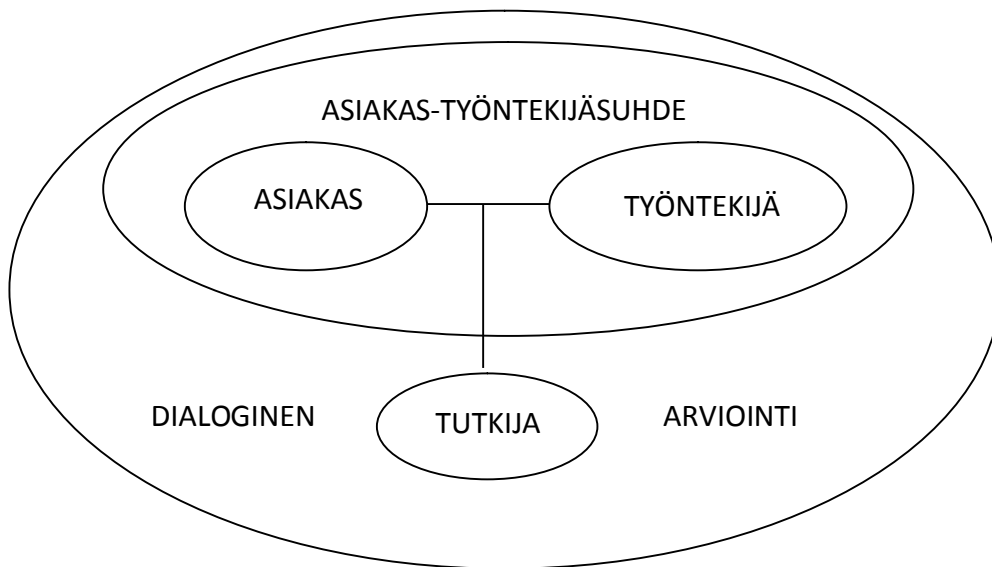 ASIAKAS-TYÖNTEKIJÄSUHDE
ASIAKAS
TYÖNTEKIJÄ
DIALOGINEN
TUTKIJA
ARVIOINTI